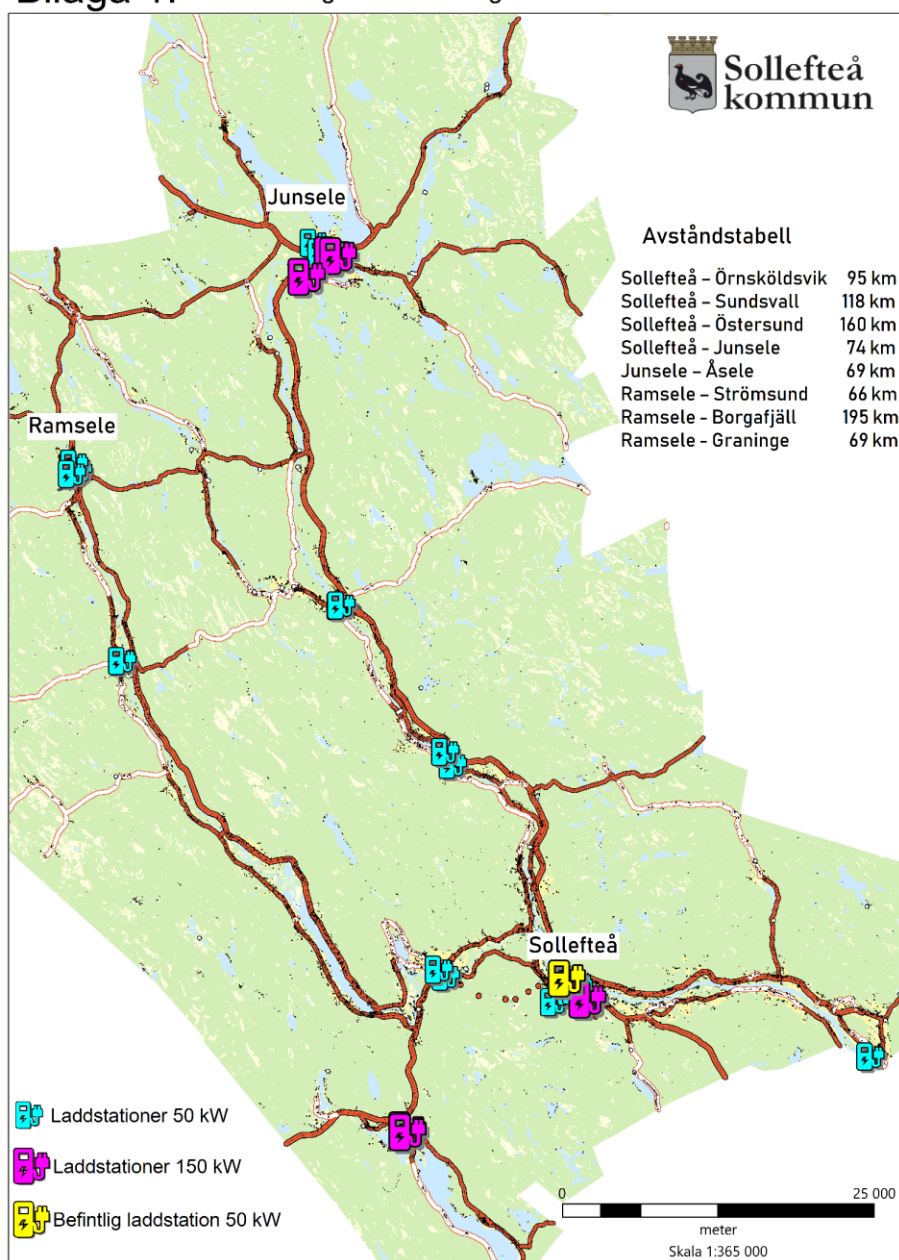 Bilaga 1.
Sollefteå
kommun
Junsele
Avståndstabell
Sollefteå – Örnsköldsvik 95 km
Sollefteå – Sundsvall 118 km
Sollefteå – Östersund 160 km
Sollefteå - Junsele 74 km
Junsele – Åsele 69 km
Ramsele – Strömsund 66 km
Ramsele - Borgafjäll 195 km
Ramsele - Graninge 69 km
Ramsele
Sollefteå
Laddstationer 50 kW
Laddstationer 150 kW
Befintlig laddstation 50 kW
0 25 000
meter
Skala 1:365 000